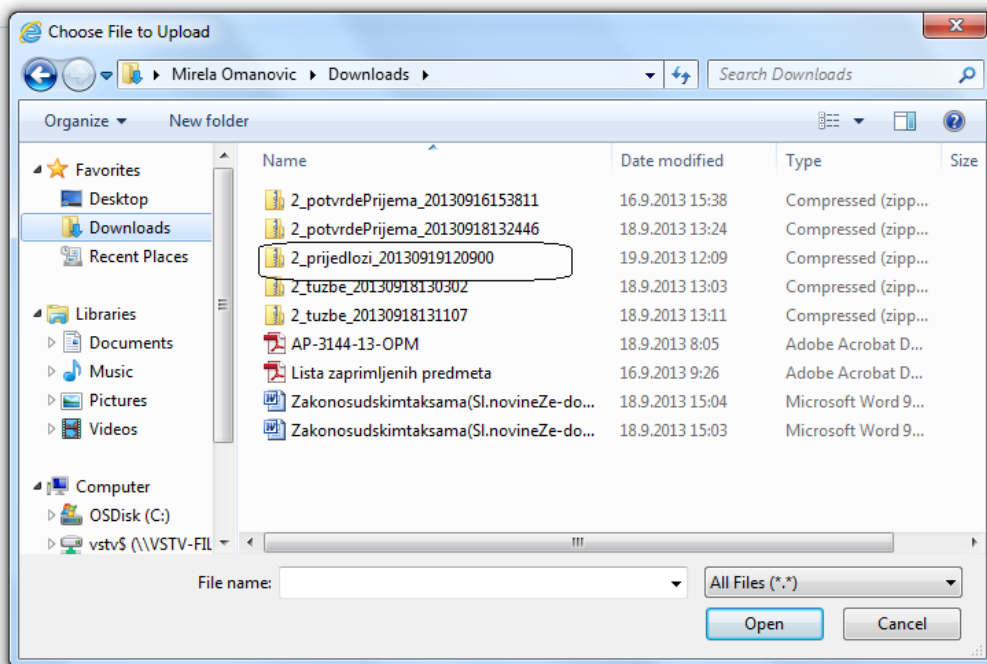 Choose File to Upload
Mirela Omanovic Downloads Search Downloads
Organize New folder
Name Date modified Type Size
Favorites
Desktop
Downloads
Recent Places
Libraries
Documents
Music
Pictures
Videos
Computer
OSDisk (C:)
vstv$ (\\VSTV-FIL
2_potvrdePrijema_20130916153811 16.9.2013 15:38 Compressed (zipp...
2_potvrdePrijema_20130918132446 18.9.2013 13:24 Compressed (zipp...
2_prijedlozi_20130919120900 19.9.2013 12:09 Compressed (zipp...
2_tuzbe_20130918130302 18.9.2013 13:03 Compressed (zipp...
2_tuzbe_20130918131107 18.9.2013 13:11 Compressed (zipp...
AP-3144-13-OPM 18.9.2013 8:05 Adobe Acrobat D...
Lista zaprimljenih predmeta 16.9.2013 9:26 Adobe Acrobat D...
Zakonosudskimtaksama(Sl.novineZe-do... 18.9.2013 15:04 Microsoft Word 9...
Zakonosudskimtaksama(Sl.novineZe-do... 18.9.2013 15:03 Microsoft Word 9...
File name: All Files (*.*)
Open Cancel